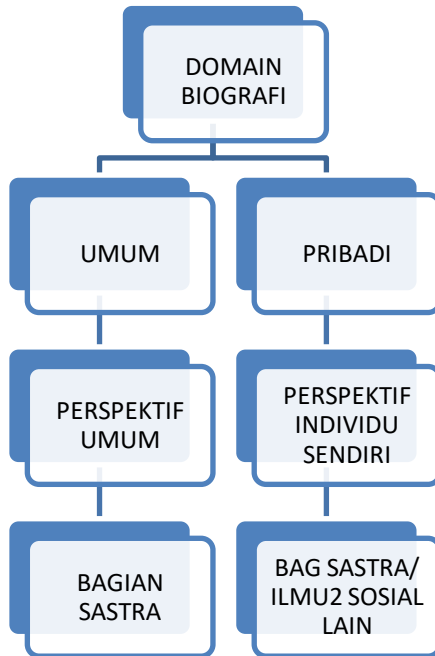 DOMAIN
BIOGRAFI
UMUM
PRIBADI
PERSPEKTIF
UMUM
PERSPEKTIF
INDIVIDU
SENDIRI
BAGIAN
SASTRA
BAG SASTRA/
ILMU2 SOSIAL
LAIN